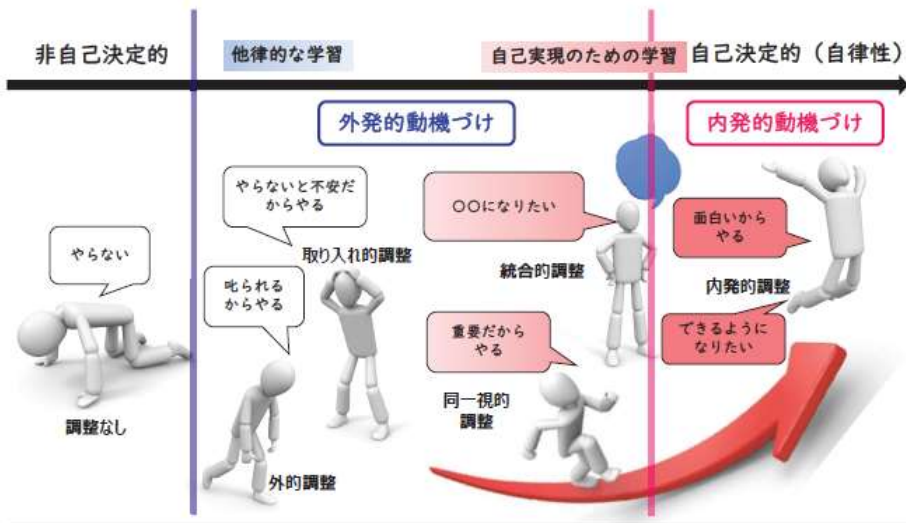 非自己決定的
他律的な学習
自己実現のための学習
自己決定的（自律性）
外発的動機づけ
内発的動機づけ
やらないと不安だ
からやる
取り入れ的調整
〇〇になりたい
統合的調整
面白いから
やる
内発的調整
やらない
叱られる
からやる
重要だから
やる
できるように
なりたい
同一視的
調整
調整なし
外的調整